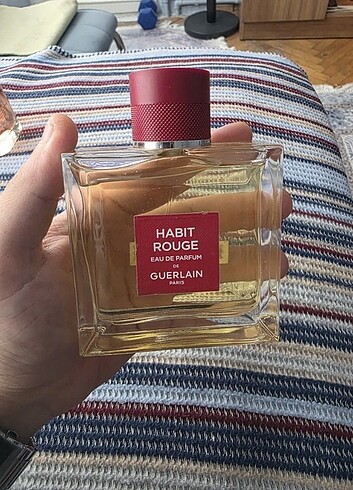 HABIT
ROUGE
EAU DE PARFUM
DE
GUERLAIN
PARIS